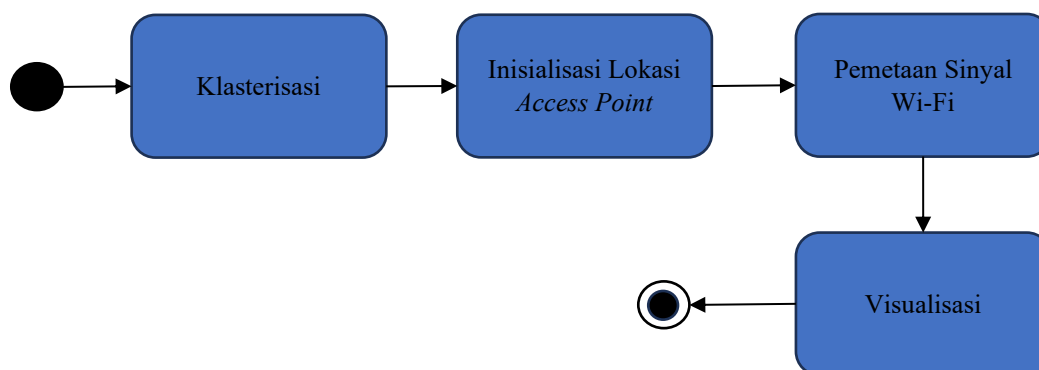 Klasterisasi
Inisialisasi Lokasi
Access Point
Pemetaan Sinyal
Wi-Fi
Visualisasi